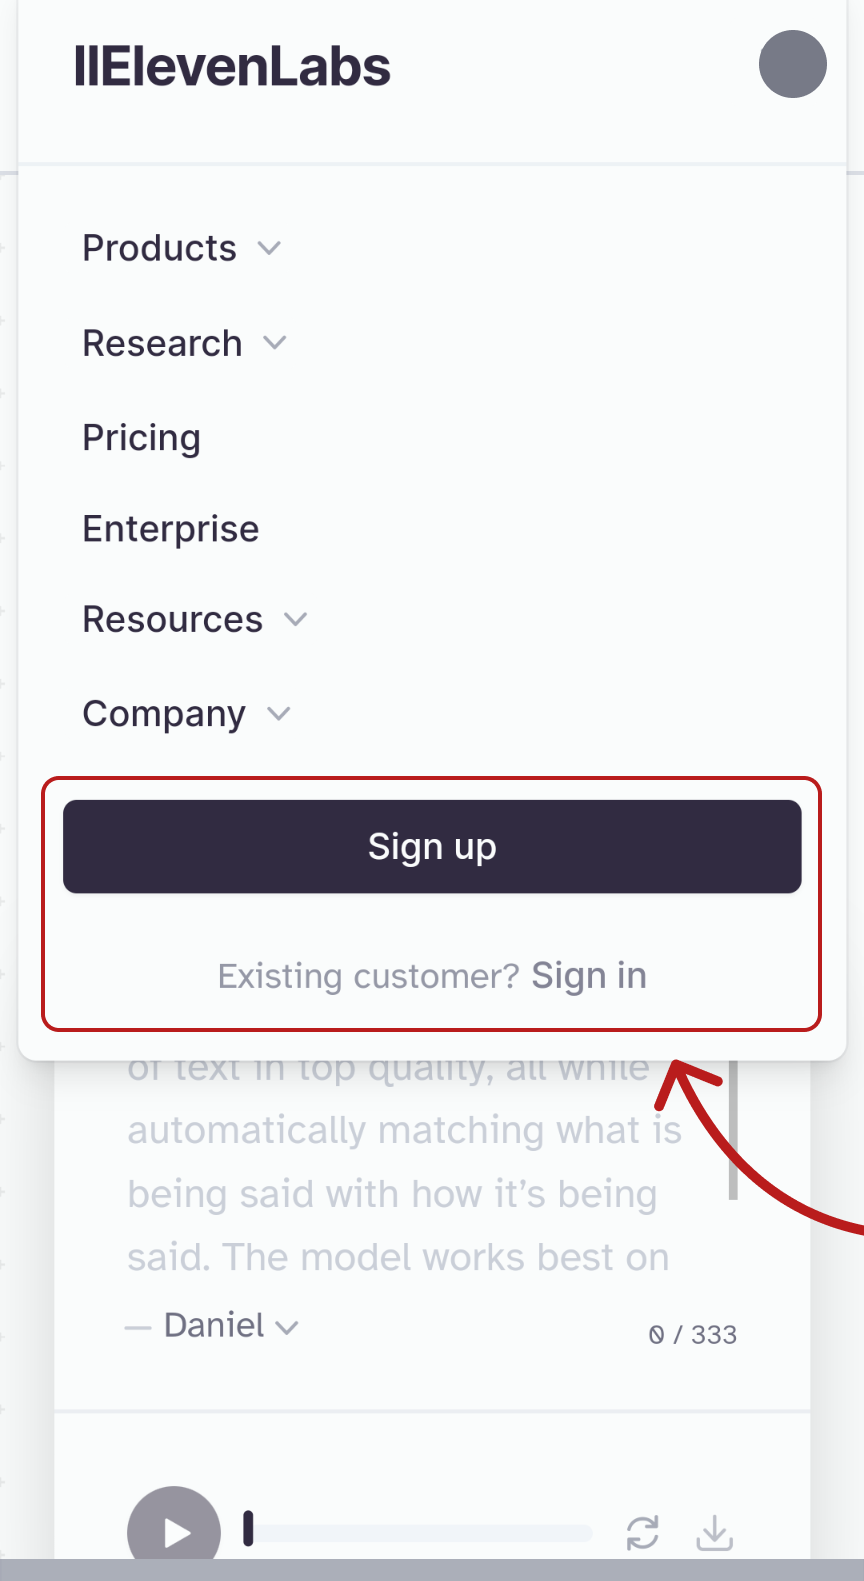 IIElevenLabs
Products
Research
Pricing
Enterprise
Resources
Company
Sign up
Existing customer? Sign in
of text in top quality, all while
automatically matching what is
being said with how it’s being
said. The model works best on
— Daniel
0 / 333